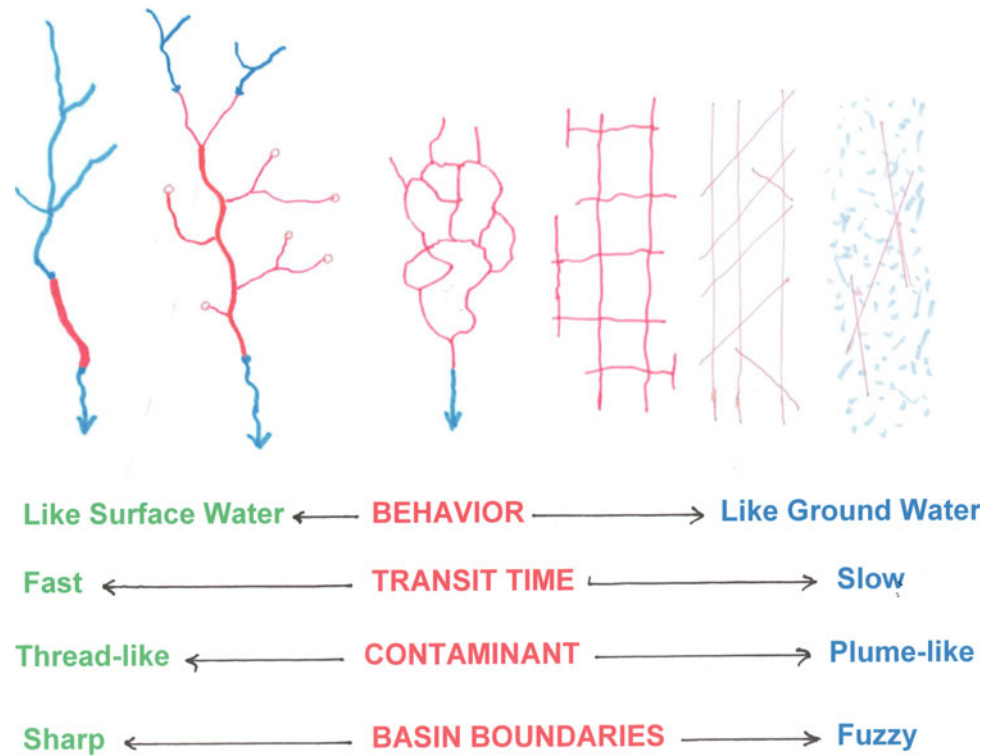 Like Surface Water BEHAVIOR Like Ground Water
Fast TRANSIT TIME Slow
Thread-like CONTAMINANT Plume-like
Sharp BASIN BOUNDARIES Fuzzy